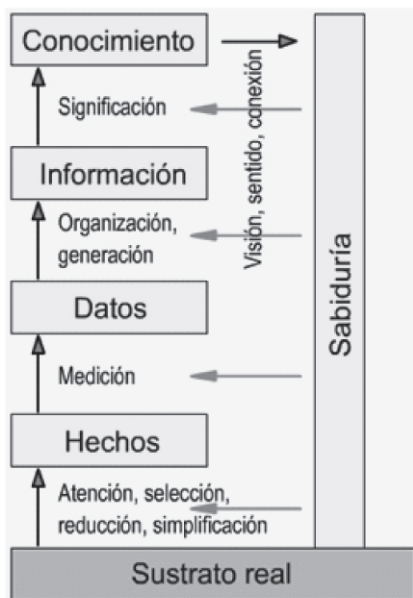 Conocimiento
Significación
Información
Organización,
generación
Datos
Medición
Hechos
Atención, selección,
reducción, simplificación
Visión, sentido, conexión
Sabiduría
Sustrato real